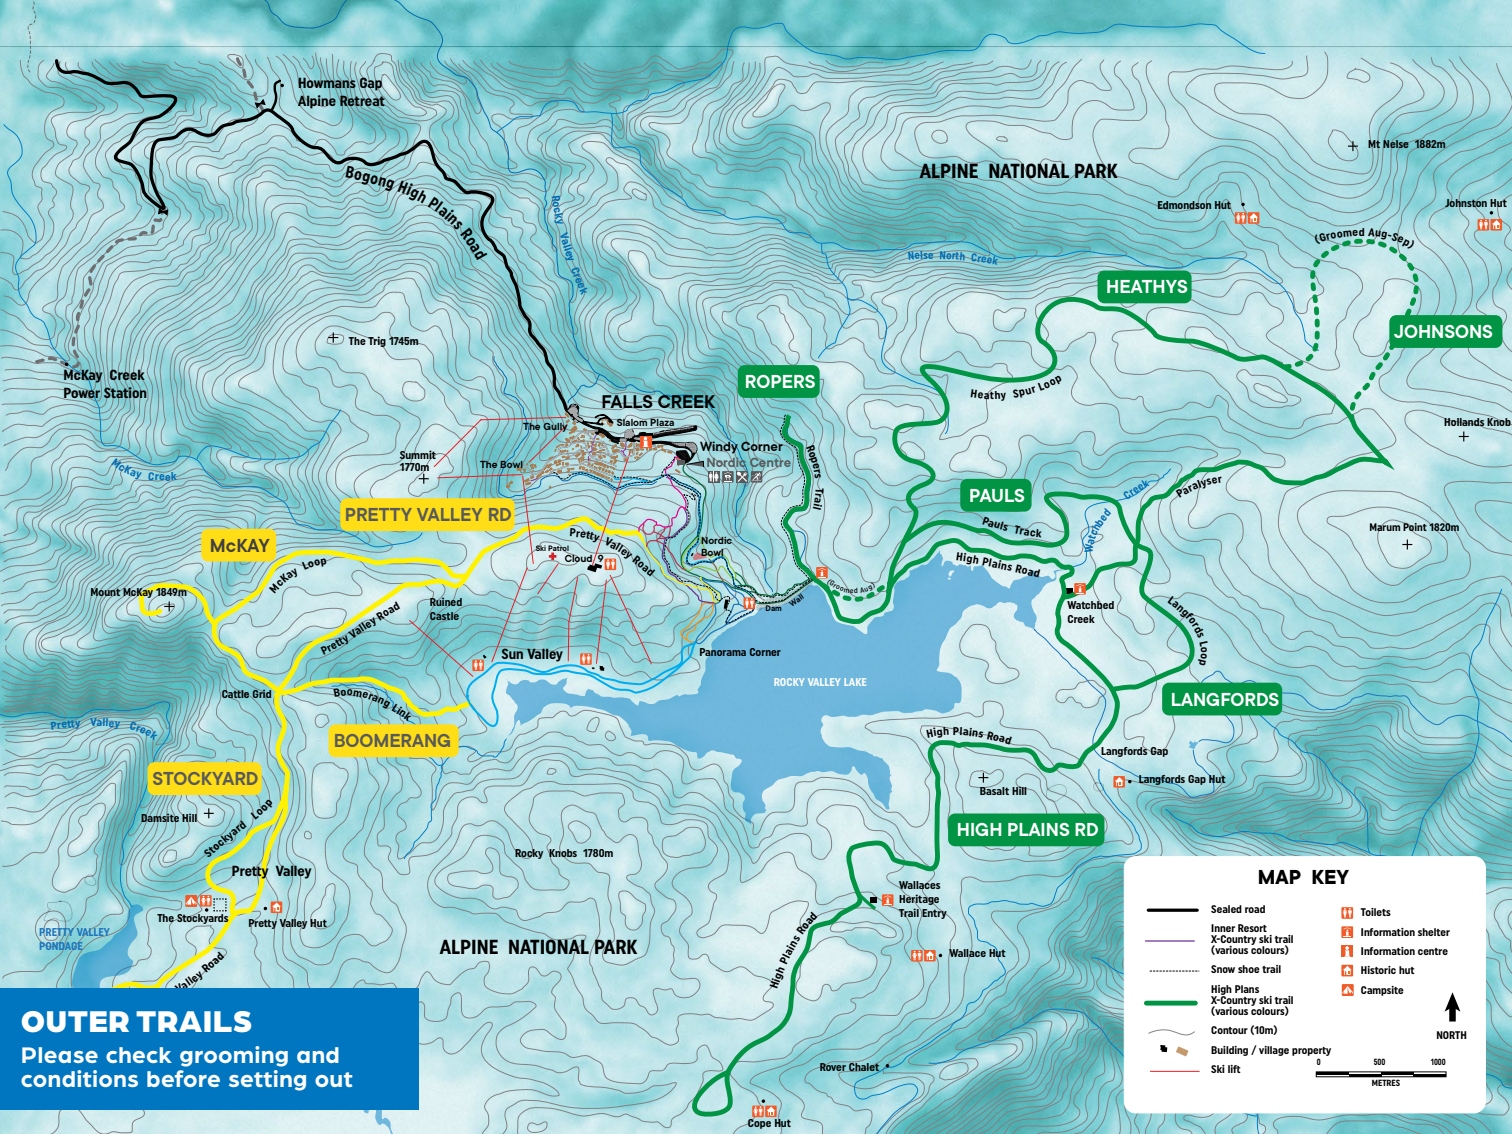 Howmans Gap
Alpine Retreat
Bogong High Plains Road
Rocky Valley Creek
ALPINE NATIONAL PARK
Mt Nelse 1882m
Edmondson Hut
Johnston Hut
(Groomed Aug-Sep)
Nelse North Creek
HEATHYS
JOHNSONS
The Trig 1745m
McKay Creek
Power Station
ROPERS
Heathy Spur Loop
FALLS CREEK
The Gully
Slalom Plaza
Hollands Knob
Windy Corner
Nordic Centre
Summit
1770m
The Bowl
McKay Creek
Ropers Trail
PAULS
Creek
Paralyser
PRETTY VALLEY RD
Pauls Track
Watchbed
Marum Point 1820m
McKAY
Pretty Valley Road
Ski Patrol
Cloud 9
Nordic
Bowl
High Plains Road
McKay Loop
Mount McKay 1849m
(Groomed Aug)
Dam Wall
Ruined
Castle
Watchbed
Creek
Langfords Loop
Pretty Valley Road
Sun Valley
Panorama Corner
ROCKY VALLEY LAKE
Cattle Grid
Boomerang Link
LANGFORDS
Pretty Valley Creek
BOOMERANG
High Plains Road
Langfords Gap
STOCKYARD
Langfords Gap Hut
Basalt Hill
Damsite Hill
Stockyard Loop
HIGH PLAINS RD
Rocky Knobs 1780m
Pretty Valley
Wallaces
Heritage
Trail Entry
The Stockyards
Pretty Valley Hut
PRETTY VALLEY
PONDAGE
ALPINE NATIONAL PARK
High Plains Road
Wallace Hut
Valley Road
Rover Chalet
Cope Hut
OUTER TRAILS
Please check grooming and
conditions before setting out
MAP KEY
Sealed road
Inner Resort
X-Country ski trail
(various colours)
Snow shoe trail
High Plans
X-Country ski trail
(various colours)
Contour (10m)
Building / village property
Ski lift
Toilets
Information shelter
Information centre
Historic hut
Campsite
NORTH
0 500 1000
METRES